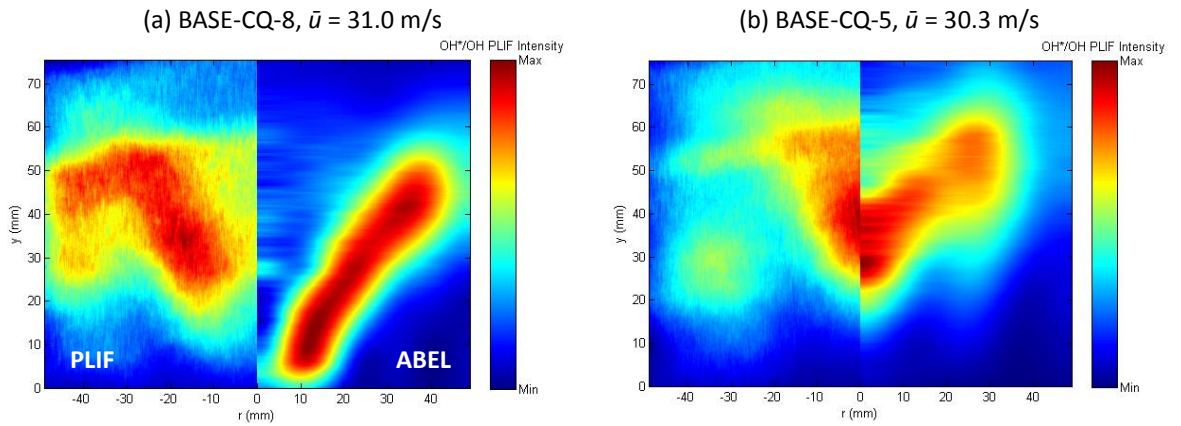 (a) BASE-CQ-8, ū = 31.0 m/s
OH*/OH PLIF Intensity
Max
70
60
50
40
30
20
10
0
y (mm)
PLIF
ABEL
Min
-40 -30 -20 -10 0 10 20 30 40
r (mm)
(b) BASE-CQ-5, ū = 30.3 m/s
OH*/OH PLIF Intensity
Max
70
60
50
40
30
20
10
0
y (mm)
Min
-40 -30 -20 -10 0 10 20 30 40
r (mm)